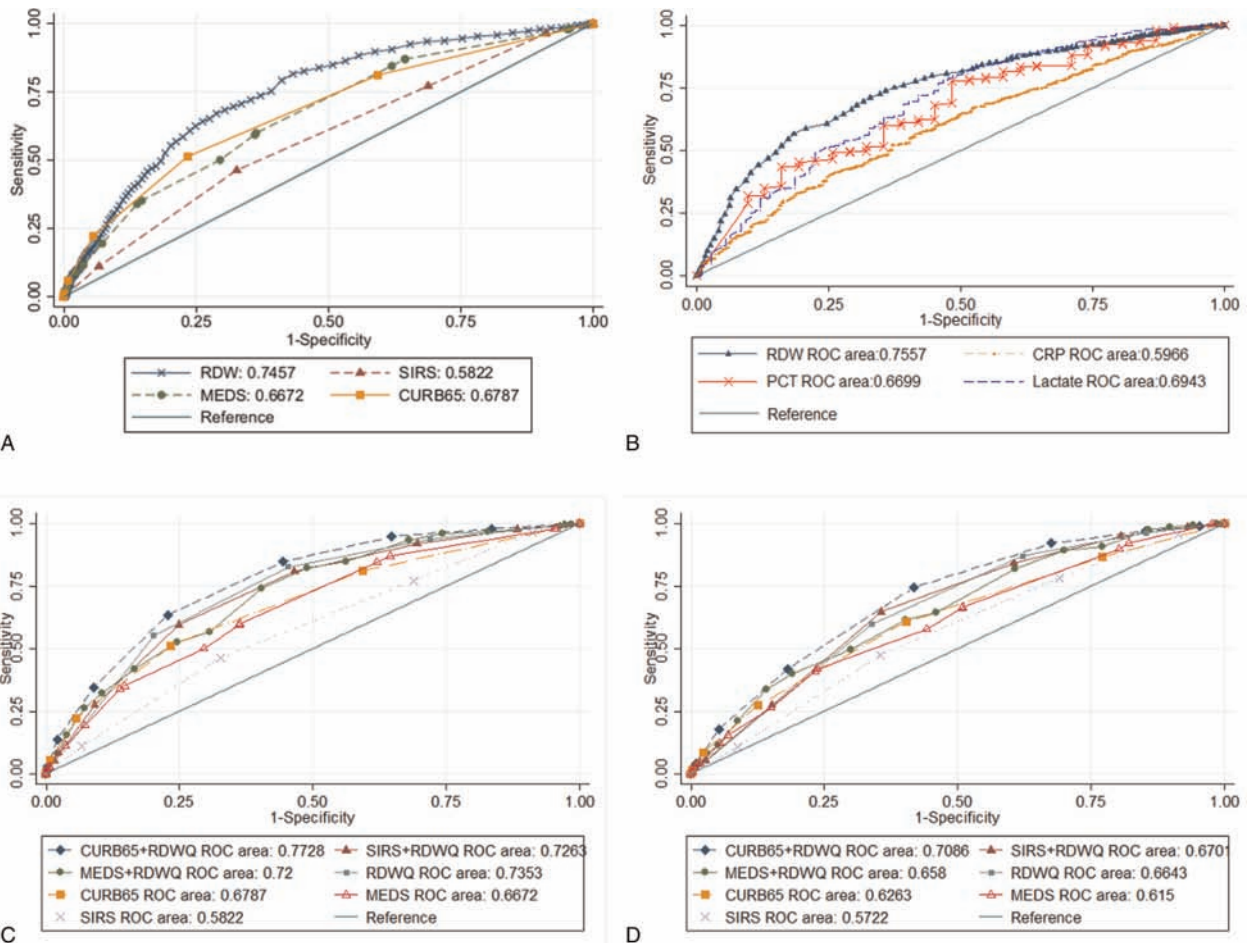 1.00
0.75
0.50
0.25
0.00
Sensitivity
0.00 0.25 0.50 0.75 1.00
1-Specificity
RDW: 0.7457 SIRS: 0.5822
MEDS: 0.6672 CURB65: 0.6787
Reference
A
1.00
0.75
0.50
0.25
0.00
Sensitivity
0.00 0.25 0.50 0.75 1.00
1-Specificity
RDW ROC area:0.7557 CRP ROC area:0.5966
PCT ROC area:0.6699 Lactate ROC area:0.6943
Reference
B
1.00
0.75
0.50
0.25
0.00
Sensitivity
0.00 0.25 0.50 0.75 1.00
1-Specificity
CURB65+RDWQ ROC area: 0.7728 SIRS+RDWQ ROC area: 0.7263
MEDS+RDWQ ROC area: 0.72 RDWQ ROC area: 0.7353
CURB65 ROC area: 0.6787 MEDS ROC area: 0.6672
SIRS ROC area: 0.5822 Reference
C
1.00
0.75
0.50
0.25
0.00
Sensitivity
0.00 0.25 0.50 0.75 1.00
1-Specificity
CURB65+RDWQ ROC area: 0.7086 SIRS+RDWQ ROC area: 0.6701
MEDS+RDWQ ROC area: 0.658 RDWQ ROC area: 0.6643
CURB65 ROC area: 0.6263 MEDS ROC area: 0.615
SIRS ROC area: 0.5722 Reference
D